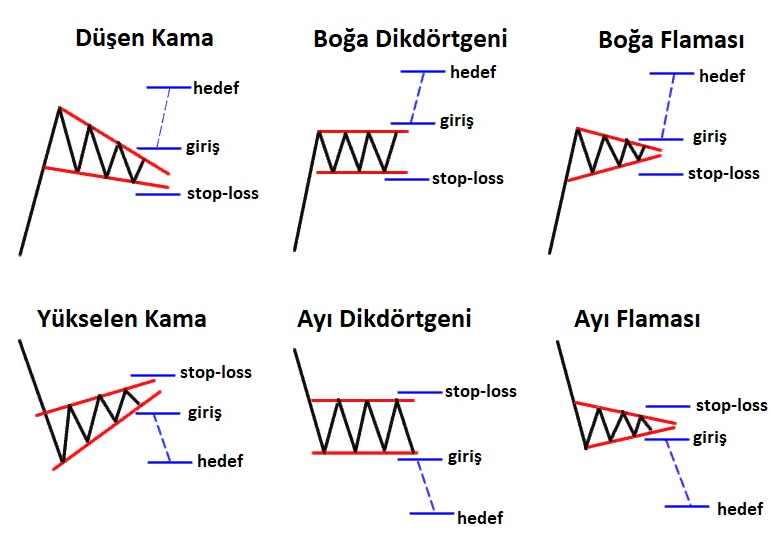 Düşen Kama
hedef
giriş
stop-loss
Boğa Dikdörtgeni
hedef
giriş
stop-loss
Boğa Flaması
hedef
giriş
stop-loss
Yükselen Kama
stop-loss
giriş
hedef
Ayı Dikdörtgeni
stop-loss
giriş
hedef
Ayı Flaması
stop-loss
giriş
hedef